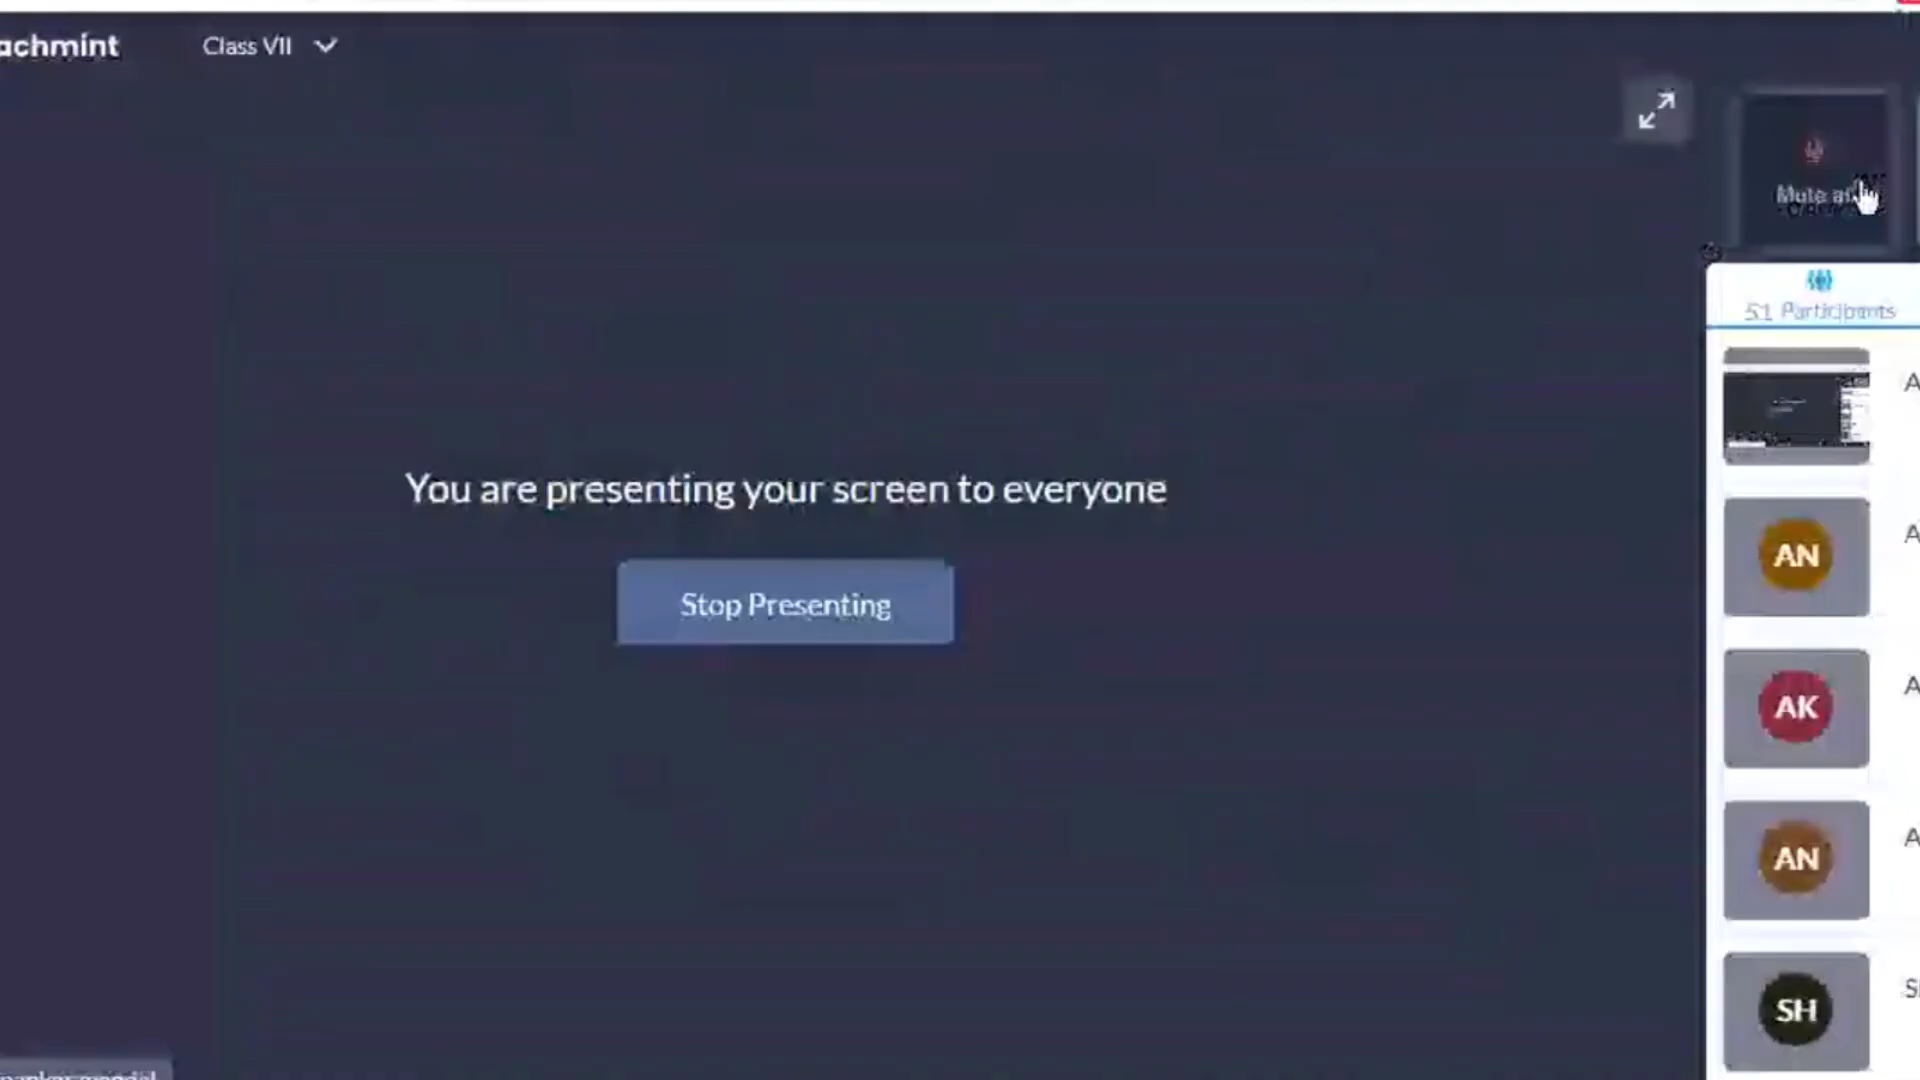 achmint
Class VII
Mute
51 Participants
A
You are presenting your screen to everyone
Stop Presenting
AN
A
AK
A
AN
A
SH
S